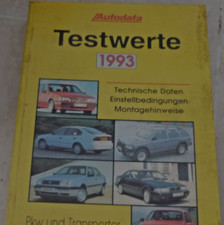 Autodata
Testwerte
1993
Technische Daten
Einstellbedingungen
Montagehinweise
Pkw und Transporter